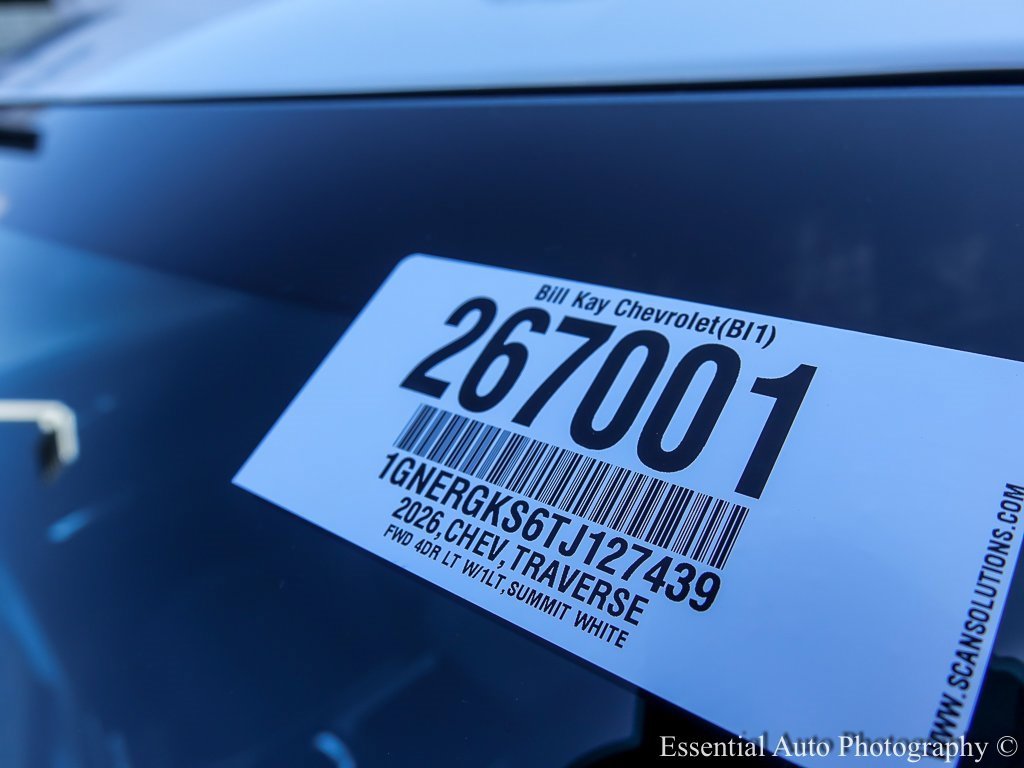 Bill Kay Chevrolet(BI1)
267001
1GNERGKS6TJ127439
2026,CHEV,TRAVERSE
FWD 4DR LT W/1LT,SUMMIT WHITE
WWW.SCANSOLUTIONS.COM
Essential Auto Photography ©